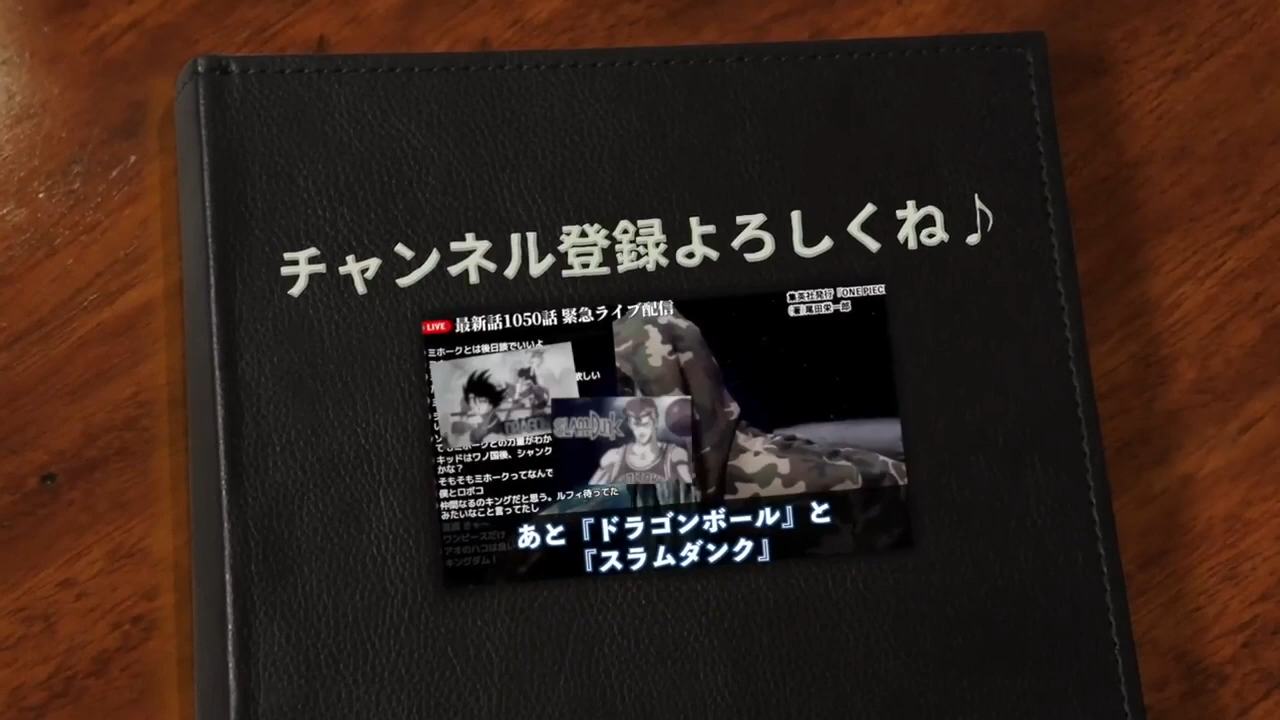 チャンネル登録よろしくね♪
LIVE 最新話1050話 緊急ライブ配信
集英社発行『ONE PIEC
(著)尾田栄一郎
ミホークとは後日談でいいよ
欲しい
SLAM DUNK
てもミホークとの力量がわか
キッドはワノ国後、シャンク
かな?
そもそもミホークってなんで
僕とロボコ
仲間なるのキングだと思う。ルフィ待ってた
みたいなこと言ってたし
ワンピースだけ
アオのハコは良い
キングダム!
あと『ドラゴンボール』と
『スラムダンク』